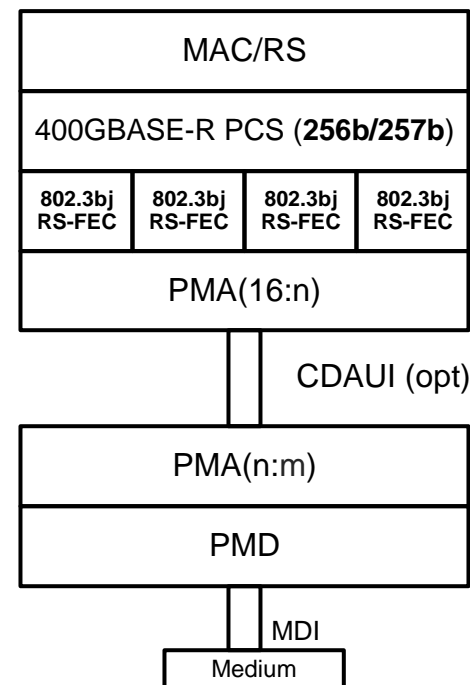 MAC/RS
400GBASE-R PCS (256b/257b)
802.3bj 802.3bj 802.3bj 802.3bj
RS-FEC RS-FEC RS-FEC RS-FEC
PMA(16:n)
CDAUI (opt)
PMA(n:m)
PMD
MDI
Medium